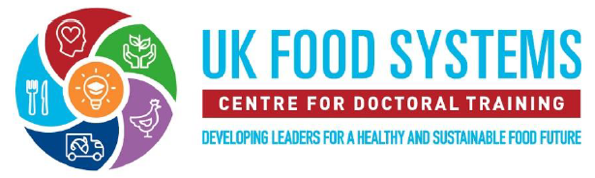 UK FOOD SYSTEMS
CENTRE FOR DOCTORAL TRAINING
DEVELOPING LEADERS FOR A HEALTHY AND SUSTAINABLE FOOD FUTURE